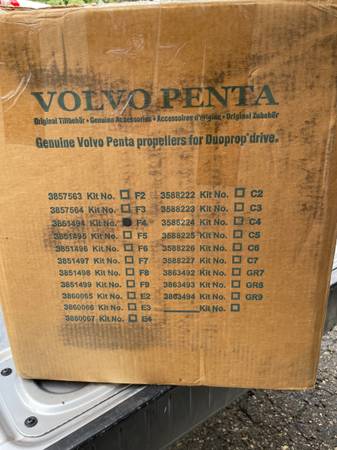 VOLVO PENTA
Original Tillbehör • Genuine Accessories • Accessoires d'origine • Original Zubehör
Genuine Volvo Penta propellers for Duoprop® drive.
3857563 Kit No. F2 3588222 Kit No. C2
3857564 Kit No. F3 3588223 Kit No. C3
3851494 Kit No. F4 3588224 Kit No. C4
3851495 Kit No. F5 3588225 Kit No. C5
3851496 Kit No. F6 3588226 Kit No. C6
3851497 Kit No. F7 3588227 Kit No. C7
3851498 Kit No. F8 3863492 Kit No. GR7
3851499 Kit No. F9 3863493 Kit No. GR8
3860065 Kit No. E2 3863494 Kit No. GR9
3860066 Kit No. E3 Kit No.
3860067 Kit No. E4